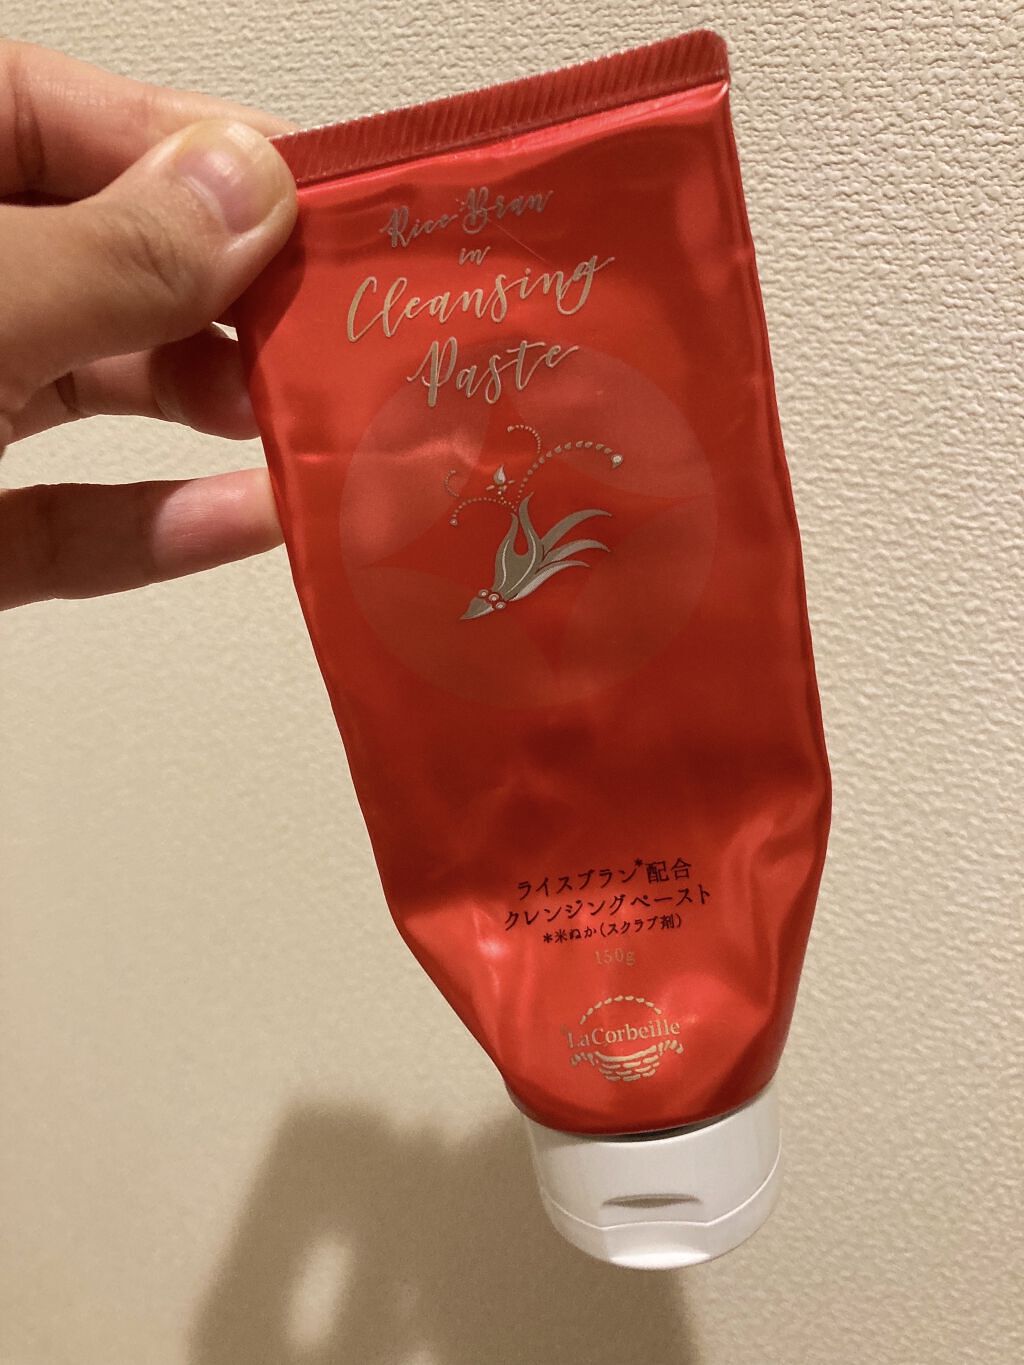 Rice Bran
in
Cleansing
Paste
ライスブラン*配合
クレンジングペースト
*米ぬか(スクラブ剤)
150g
LaCorbeille